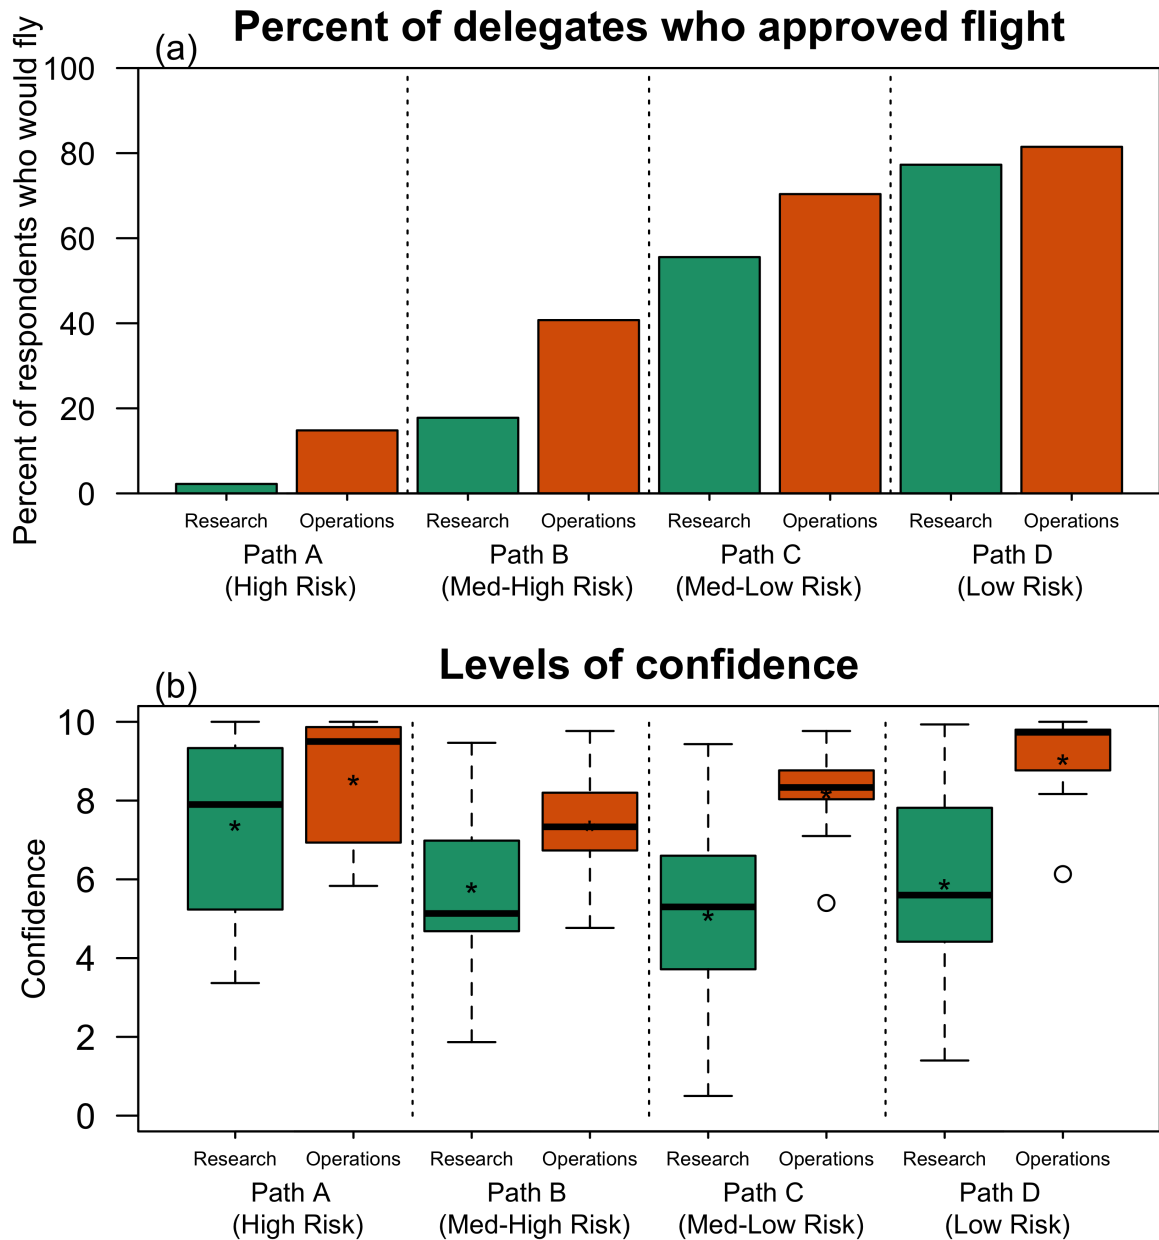 Percent of delegates who approved flight
(a)
Percent of respondents who would fly
100
80
60
40
20
0
Research Operations Research Operations Research Operations Research Operations
Path A Path B Path C Path D
(High Risk) (Med-High Risk) (Med-Low Risk) (Low Risk)
Levels of confidence
(b)
Confidence
10
8
6
4
2
0
Research Operations Research Operations Research Operations Research Operations
Path A Path B Path C Path D
(High Risk) (Med-High Risk) (Med-Low Risk) (Low Risk)